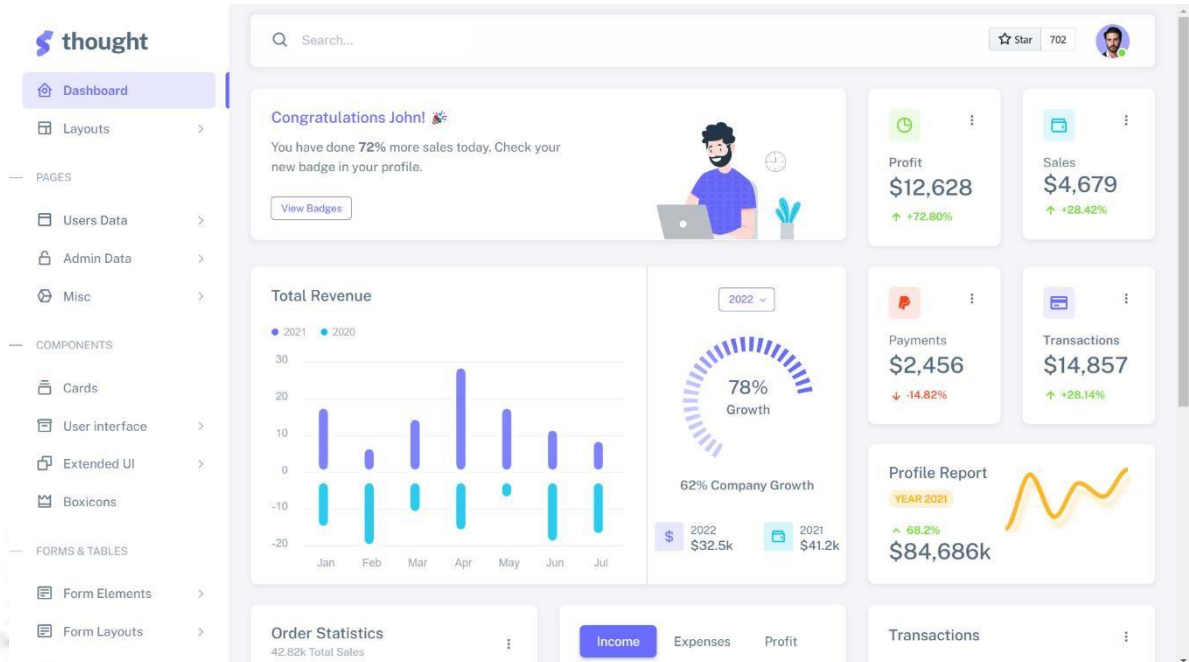 thought
Dashboard
Layouts
PAGES
Users Data
Admin Data
Misc
COMPONENTS
Cards
User interface
Extended UI
Boxicons
FORMS & TABLES
Form Elements
Form Layouts
Search...
Star 702
Congratulations John!
You have done 72% more sales today. Check your
new badge in your profile.
View Badges
Profit
$12,628
+72.80%
Sales
$4,679
+28.42%
Total Revenue
2021 2020
30
20
10
0
-10
-20
Jan Feb Mar Apr May Jun Jul
2022
78%
Growth
62% Company Growth
2022
$32.5k
2021
$41.2k
Payments
$2,456
-14.82%
Transactions
$14,857
+28.14%
Profile Report
YEAR 2021
68.2%
$84,686k
Order Statistics
42.82k Total Sales
Income Expenses Profit
Transactions